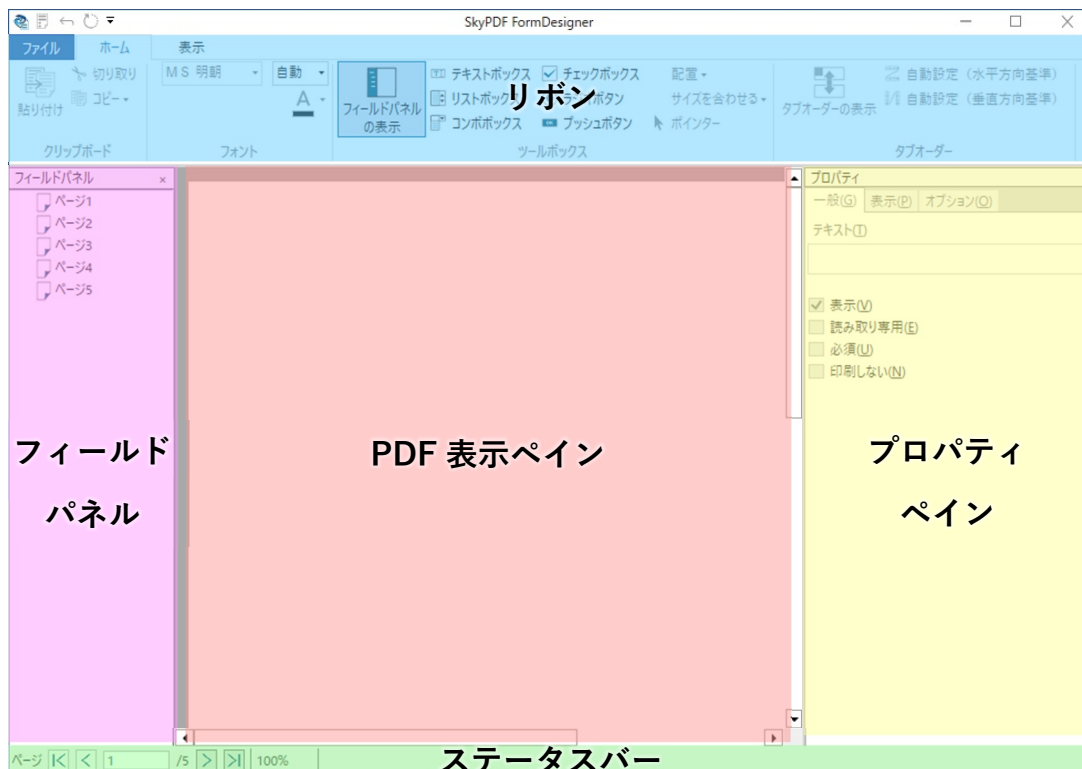 SkyPDF FormDesigner
ファイル ホーム 表示
貼り付け
切り取り
コピー
クリップボード
MS 明朝 自動
A
フォント
フィールドパネル
の表示
テキストボックス チェックボックス 配置
リストボックス ボタン サイズを合わせる
コンボボックス プッシュボタン ポインター
ツールボックス
リボン
タブオーダーの表示
自動設定（水平方向基準）
自動設定（垂直方向基準）
タブオーダー
フィールドパネル ×
ページ1
ページ2
ページ3
ページ4
ページ5
フィールド
パネル
PDF 表示ペイン
プロパティ
一般(G) 表示(P) オプション(O)
テキスト(T)
表示(V)
読み取り専用(E)
必須(U)
印刷しない(N)
プロパティ
ペイン
ページ 1 /5 100%
ステータスバー